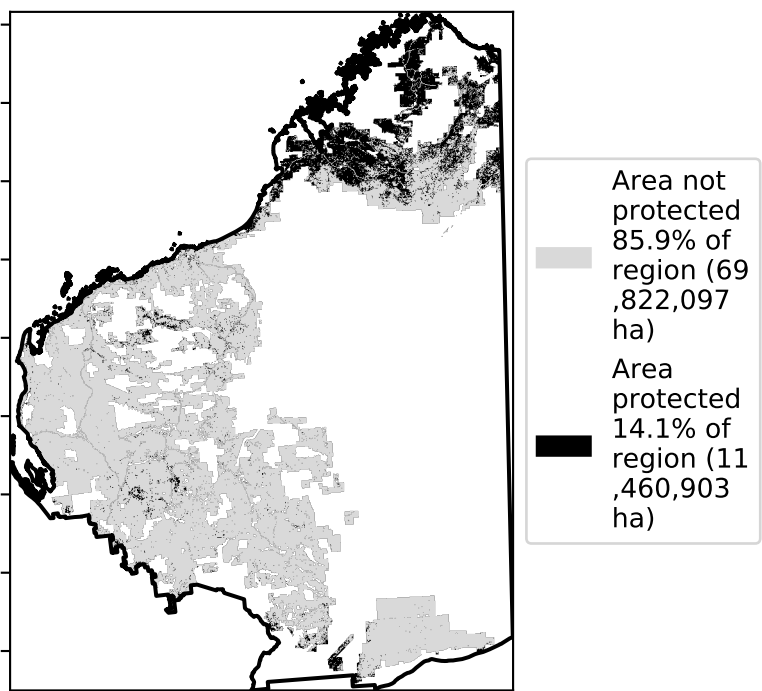 Area not
protected
85.9% of
region (69
,822,097
ha)
Area
protected
14.1% of
region (11
,460,903
ha)